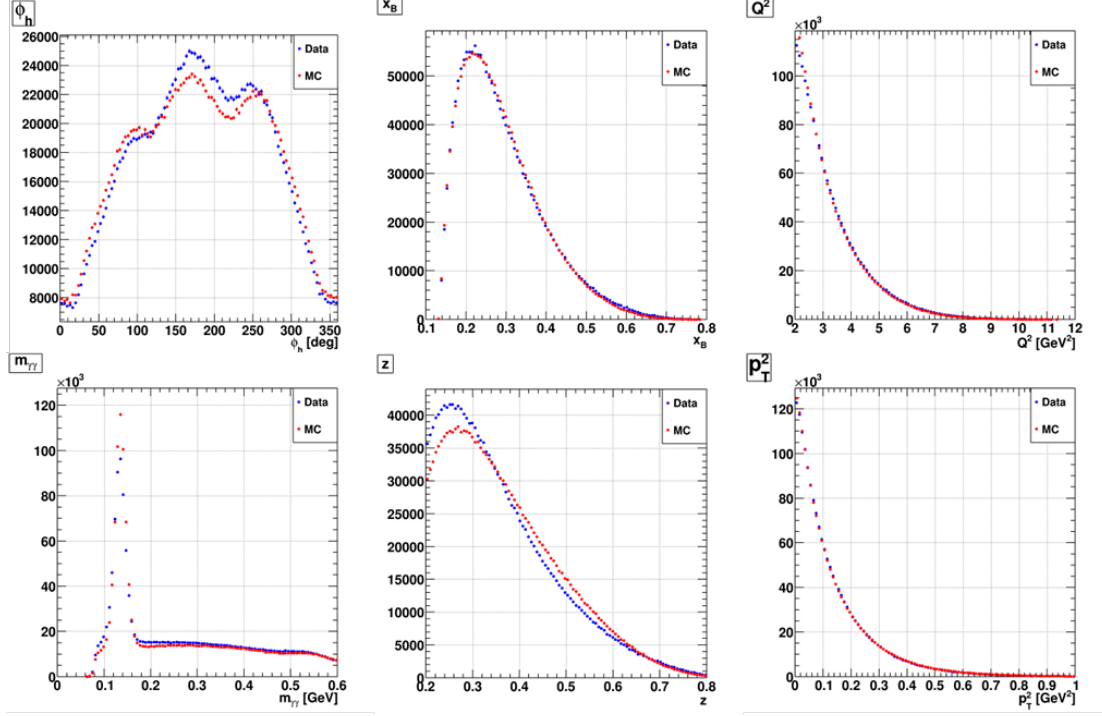 ϕh
26000
24000
22000
20000
18000
16000
14000
12000
10000
8000
0 50 100 150 200 250 300 350
ϕh [deg]
Data
MC
xB
50000
40000
30000
20000
10000
0
0.1 0.2 0.3 0.4 0.5 0.6 0.7 0.8
xB
Data
MC
Q²
×10³
100
80
60
40
20
0
2 3 4 5 6 7 8 9 10 11 12
Q² [GeV²]
Data
MC
mγγ
×10³
120
100
80
60
40
20
0
0 0.1 0.2 0.3 0.4 0.5 0.6
mγγ [GeV]
Data
MC
z
40000
35000
30000
25000
20000
15000
10000
5000
0
0.2 0.3 0.4 0.5 0.6 0.7 0.8
z
Data
MC
p²T
×10³
120
100
80
60
40
20
0
0 0.1 0.2 0.3 0.4 0.5 0.6 0.7 0.8 0.9 1
p²T [GeV²]
Data
MC